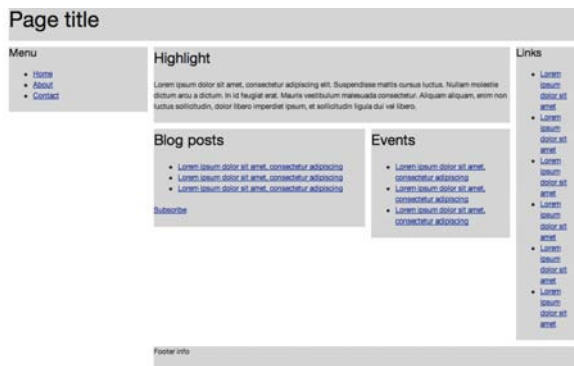 Page title
Menu
Home
About
Contact
Highlight
Lorem ipsum dolor sit amet, consectetur adipiscing elit. Suspendisse mattis cursus luctus. Nullam molestie
dictum arcu a dictum. In id feugiat erat. Mauris vestibulum malesuada consectetur. Aliquam aliquam, enim non
luctus sollicitudin, dolor libero imperdiet ipsum, et sollicitudin ligula dui vel libero.
Blog posts
Lorem ipsum dolor sit amet, consectetur adipiscing
Lorem ipsum dolor sit amet, consectetur adipiscing
Lorem ipsum dolor sit amet, consectetur adipiscing
Subscribe
Events
Lorem ipsum dolor sit amet,
consectetur adipiscing
Lorem ipsum dolor sit amet,
consectetur adipiscing
Lorem ipsum dolor sit amet,
consectetur adipiscing
Links
Lorem
ipsum
dolor sit
amet
Lorem
ipsum
dolor sit
amet
Lorem
ipsum
dolor sit
amet
Lorem
ipsum
dolor sit
amet
Lorem
ipsum
dolor sit
amet
Lorem
ipsum
dolor sit
amet
Footer info